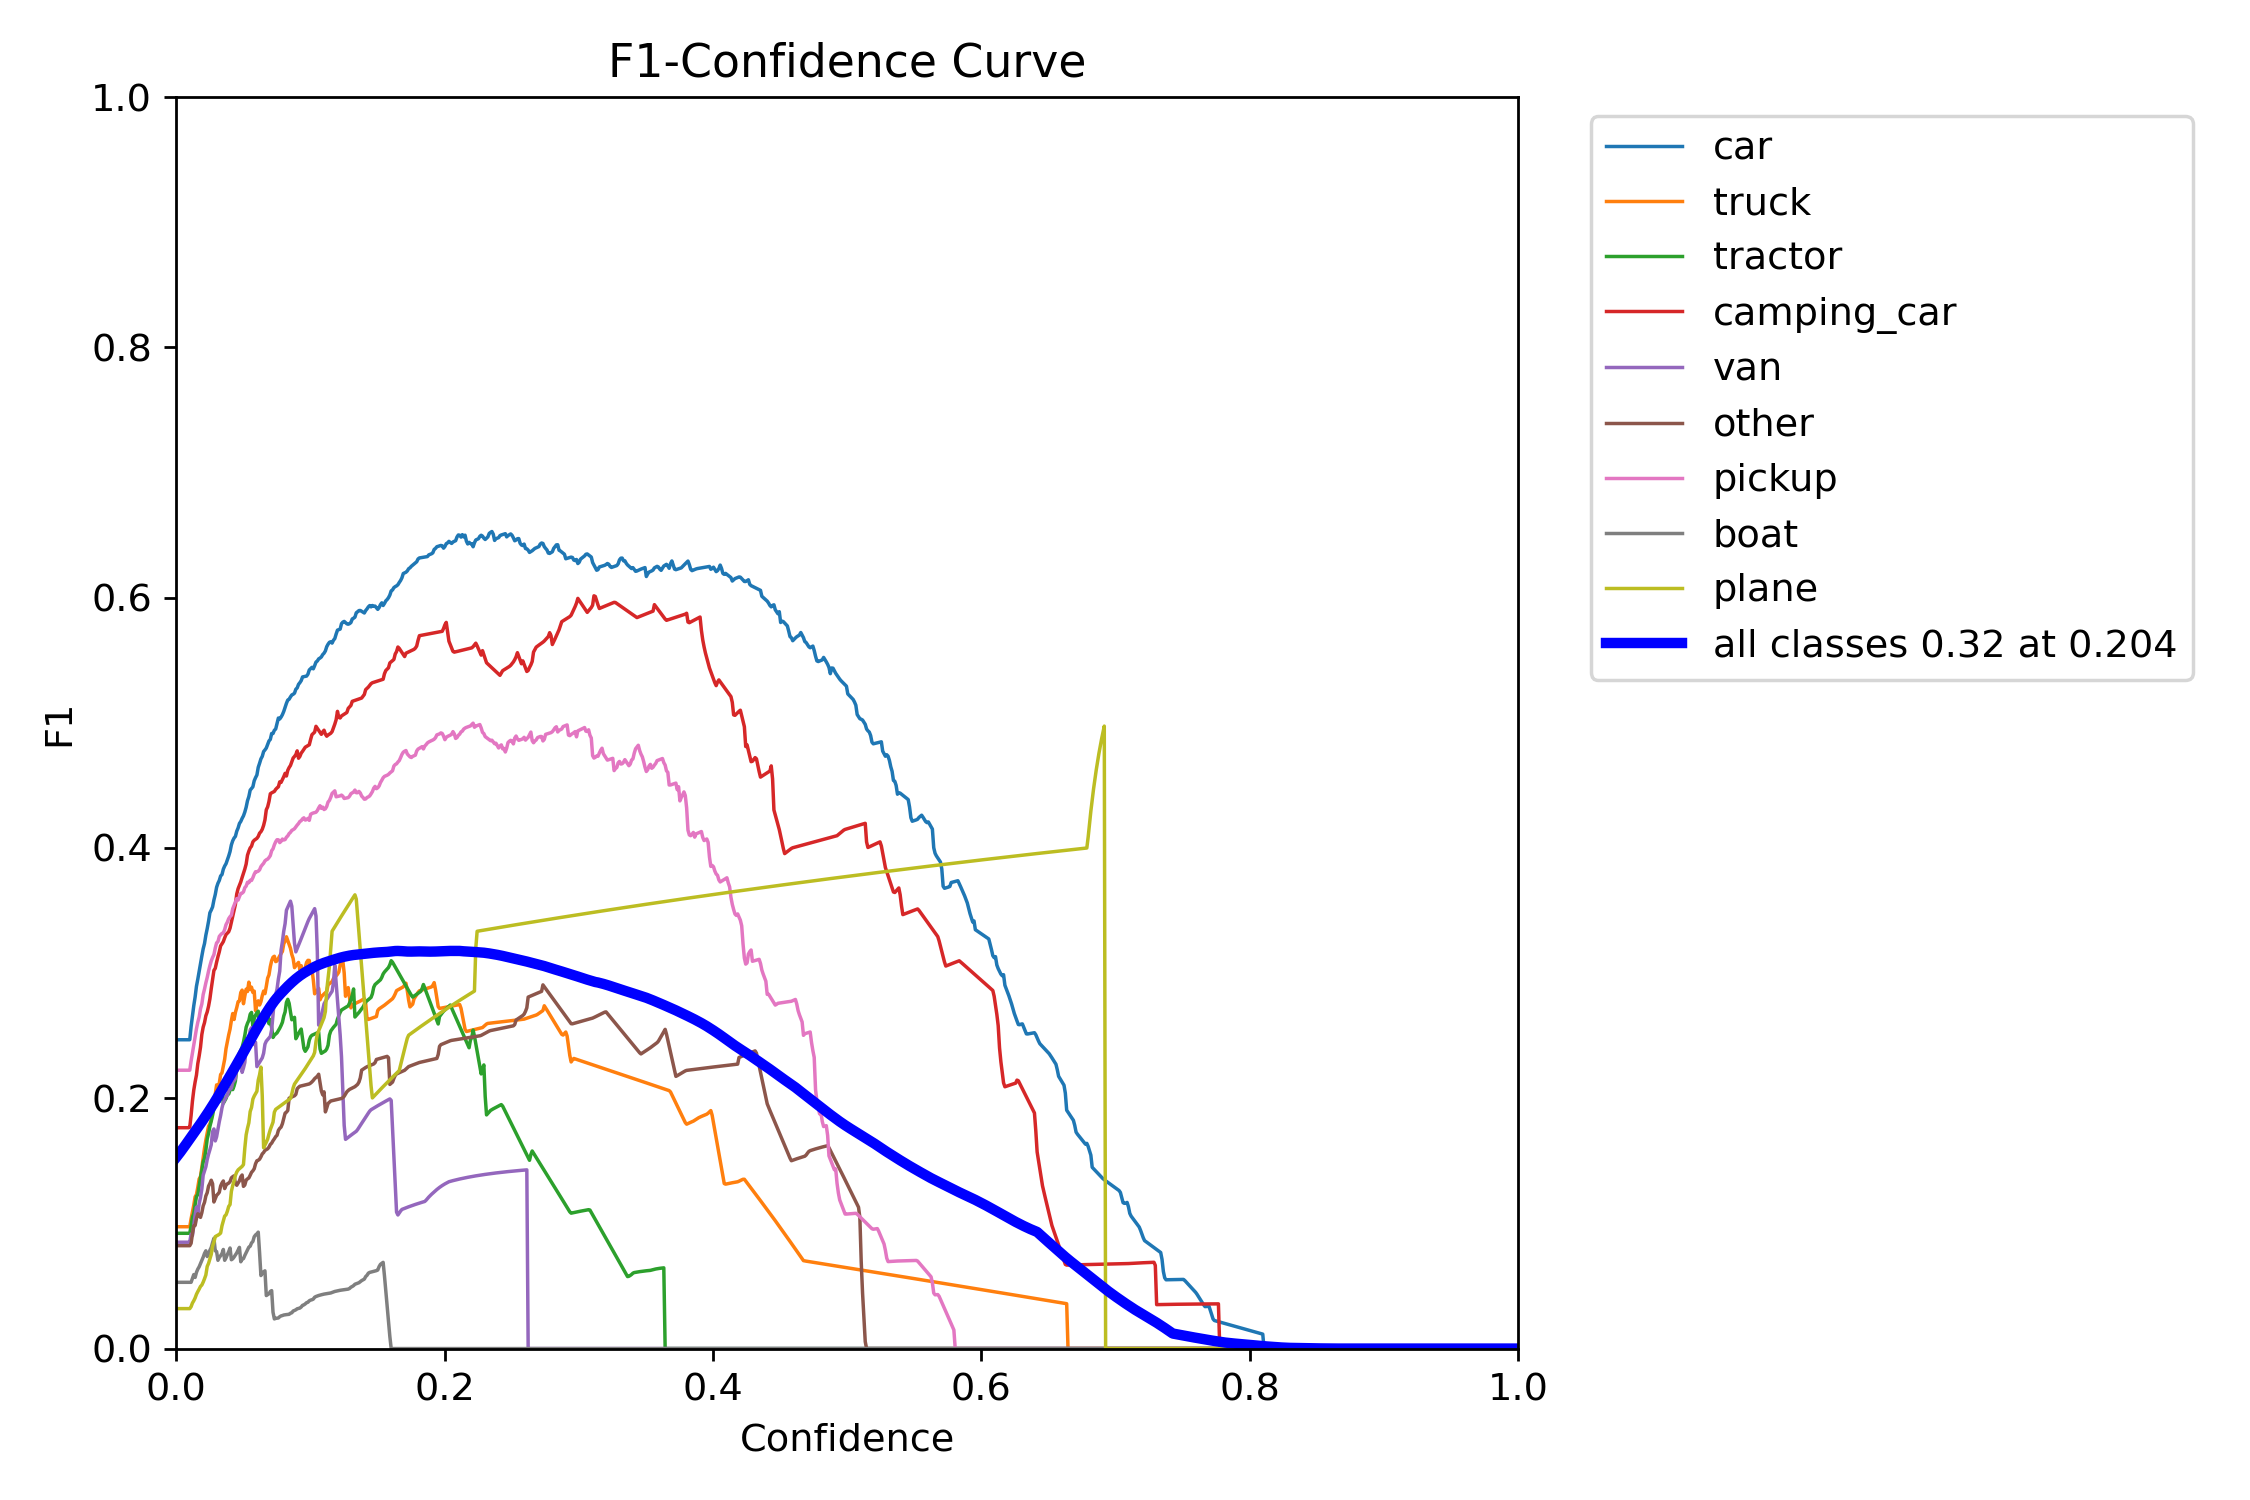 F1-Confidence Curve
1.0
0.8
0.6
0.4
0.2
0.0
F1
0.0 0.2 0.4 0.6 0.8 1.0
Confidence
car
truck
tractor
camping_car
van
other
pickup
boat
plane
all classes 0.32 at 0.204